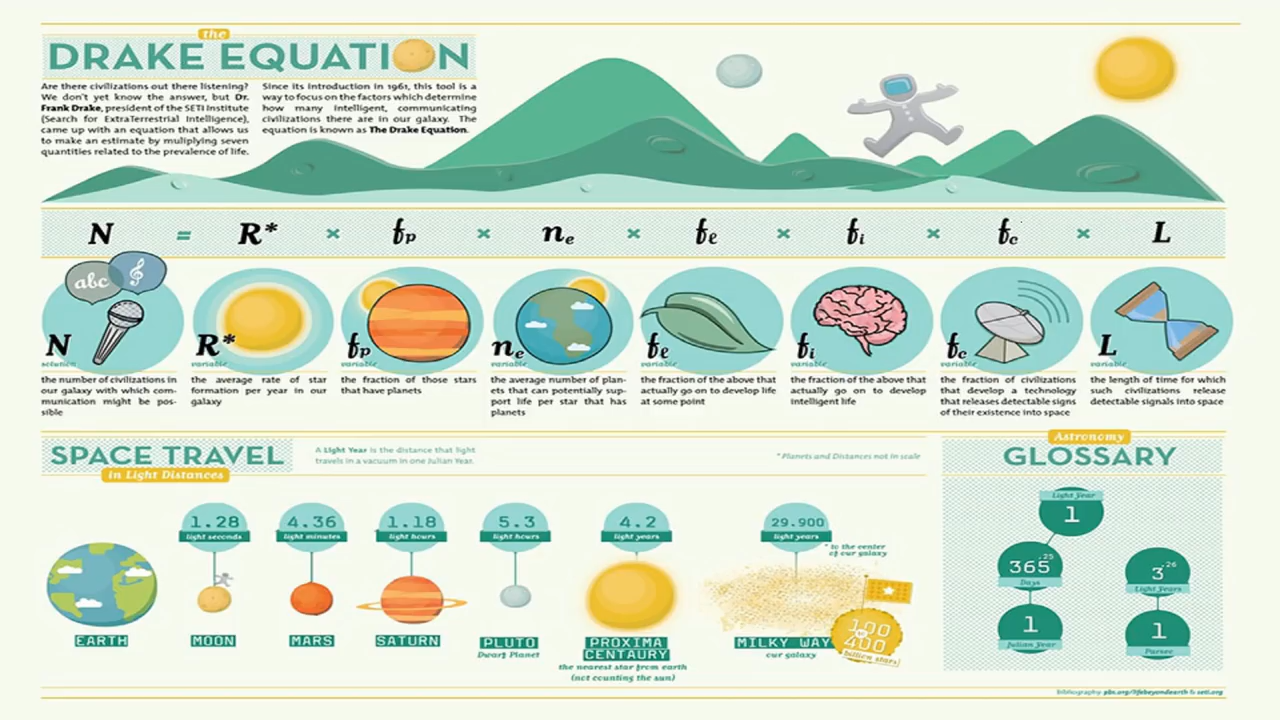 the
DRAKE EQUATION
Are there civilizations out there listening?
We don't yet know the answer, but Dr.
Frank Drake, president of the SETI Institute
(Search for ExtraTerrestrial Intelligence),
came up with an equation that allows us
to make an estimate by muliplying seven
quantities related to the prevalence of life.
Since its introduction in 1961, this tool is a
way to focus on the factors which determine
how many intelligent, communicating
civilizations there are in our galaxy. The
equation is known as The Drake Equation.
N = R* × fp × ne × fℓ × fi × fc × L
abc
N
solution
the number of civilizations in
our galaxy with which com-
munication might be pos-
sible
R*
variable
the average rate of star
formation per year in our
galaxy
fp
variable
the fraction of those stars
that have planets
ne
variable
the average number of plan-
ets that can potentially sup-
port life per star that has
planets
fℓ
variable
the fraction of the above that
actually go on to develop life
at some point
fi
variable
the fraction of the above that
actually go on to develop
intelligent life
fc
variable
the fraction of civilizations
that develop a technology
that releases detectable signs
of their existence into space
L
variable
the length of time for which
such civilizations release
detectable signals into space
SPACE TRAVEL
in Light Distances
A Light Year is the distance that light
travels in a vacuum in one Julian Year.
* Planets and Distances not in scale
EARTH
1.28
light seconds
MOON
4.36
light minutes
MARS
1.18
light hours
SATURN
5.3
light hours
PLUTO
Dwarf Planet
4.2
light years
PROXIMA
CENTAURY
the nearest star from earth
(not counting the sun)
29.900
light years
* to the center
of our galaxy
MILKY WAY
our galaxy
100
400
billion stars!
Astronomy
GLOSSARY
Light Year
1
365.25
Days
1
Julian Year
3.26
Light Years
1
Parsec
Bibliography: pbs.org/lifebeyondearth & seti.org